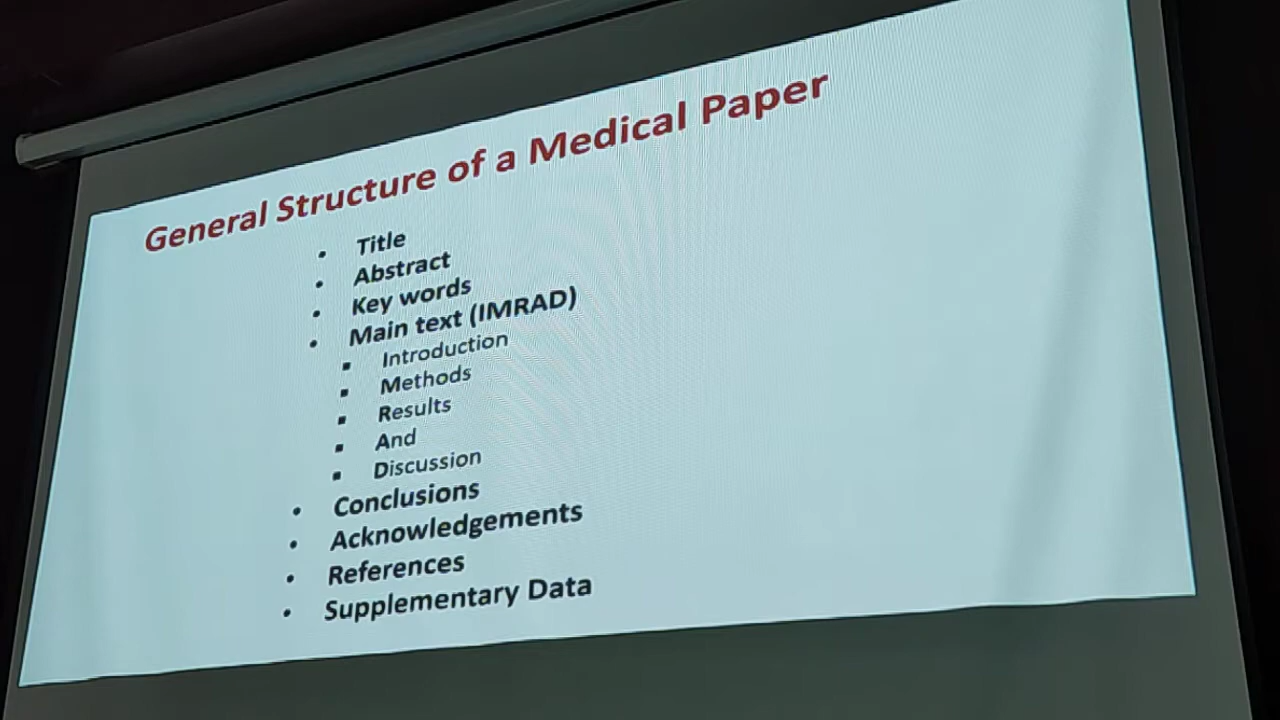 General Structure of a Medical Paper
• Title
• Abstract
• Key words
• Main text (IMRAD)
▪ Introduction
▪ Methods
▪ Results
▪ And
▪ Discussion
• Conclusions
• Acknowledgements
• References
• Supplementary Data